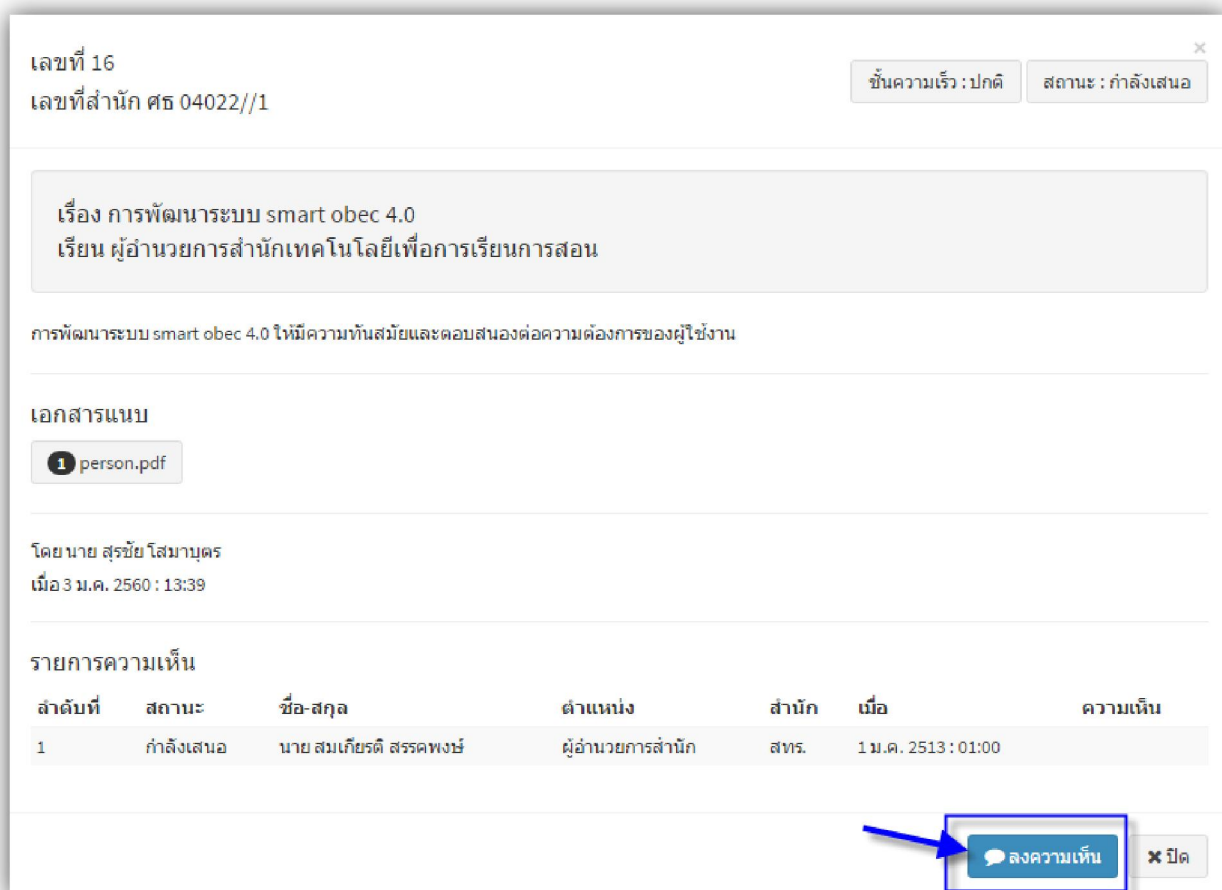 เลขที่ 16
เลขที่สำนัก ศธ 04022//1
×
ชั้นความเร็ว : ปกติ
สถานะ : กำลังเสนอ
เรื่อง การพัฒนาระบบ smart obec 4.0
เรียน ผู้อำนวยการสำนักเทคโนโลยีเพื่อการเรียนการสอน
การพัฒนาระบบ smart obec 4.0 ให้มีความทันสมัยและตอบสนองต่อความต้องการของผู้ใช้งาน
เอกสารแนบ
1 person.pdf
โดย นาย สุรชัย โสมาบุตร
เมื่อ 3 ม.ค. 2560 : 13:39
รายการความเห็น
ลำดับที่ สถานะ ชื่อ-สกุล ตำแหน่ง สำนัก เมื่อ ความเห็น
1 กำลังเสนอ นาย สมเกียรติ สรรคพงษ์ ผู้อำนวยการสำนัก สทร. 1 ม.ค. 2513 : 01:00
ลงความเห็น
× ปิด